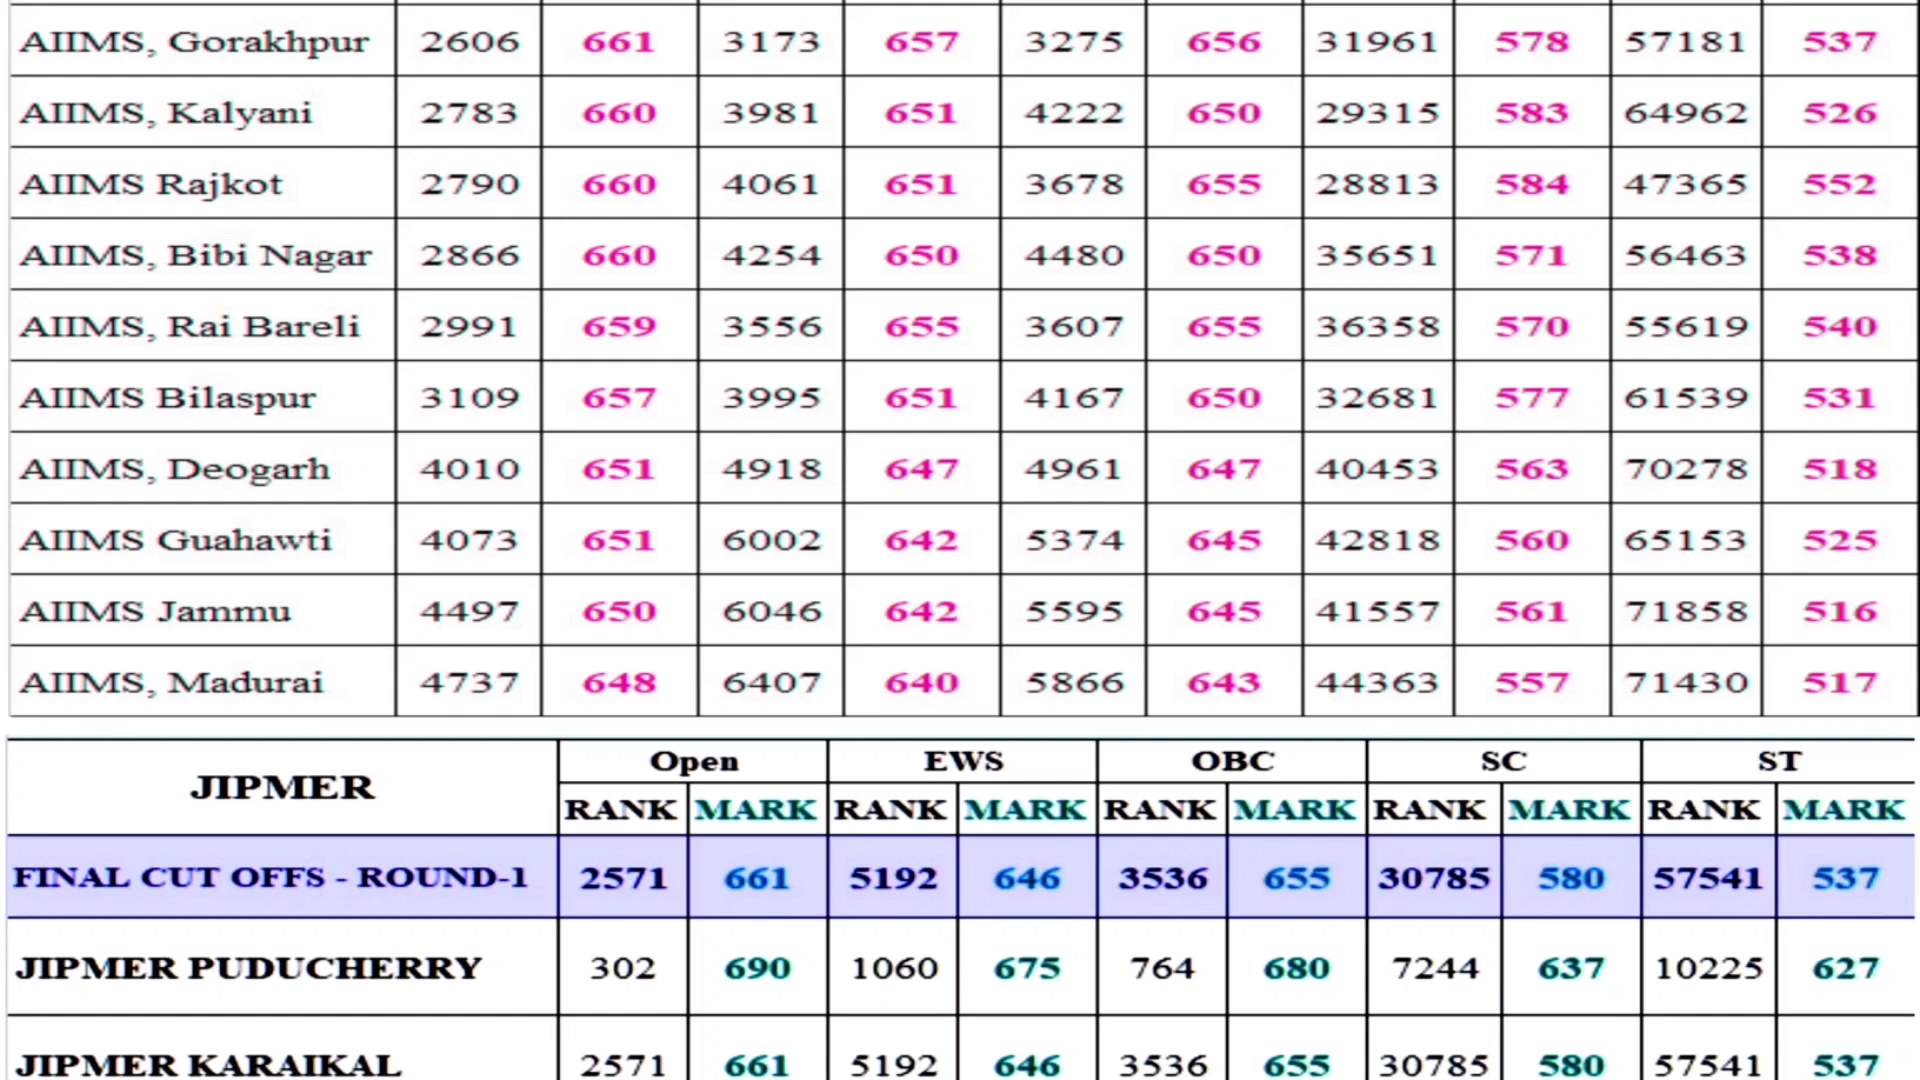 AIIMS, Gorakhpur 2606 661 3173 657 3275 656 31961 578 57181 537
AIIMS, Kalyani 2783 660 3981 651 4222 650 29315 583 64962 526
AIIMS Rajkot 2790 660 4061 651 3678 655 28813 584 47365 552
AIIMS, Bibi Nagar 2866 660 4254 650 4480 650 35651 571 56463 538
AIIMS, Rai Bareli 2991 659 3556 655 3607 655 36358 570 55619 540
AIIMS Bilaspur 3109 657 3995 651 4167 650 32681 577 61539 531
AIIMS, Deogarh 4010 651 4918 647 4961 647 40453 563 70278 518
AIIMS Guahawti 4073 651 6002 642 5374 645 42818 560 65153 525
AIIMS Jammu 4497 650 6046 642 5595 645 41557 561 71858 516
AIIMS, Madurai 4737 648 6407 640 5866 643 44363 557 71430 517
JIPMER Open EWS OBC SC ST
RANK MARK RANK MARK RANK MARK RANK MARK RANK MARK
FINAL CUT OFFS - ROUND-1 2571 661 5192 646 3536 655 30785 580 57541 537
JIPMER PUDUCHERRY 302 690 1060 675 764 680 7244 637 10225 627
JIPMER KARAIKAL 2571 661 5192 646 3536 655 30785 580 57541 537